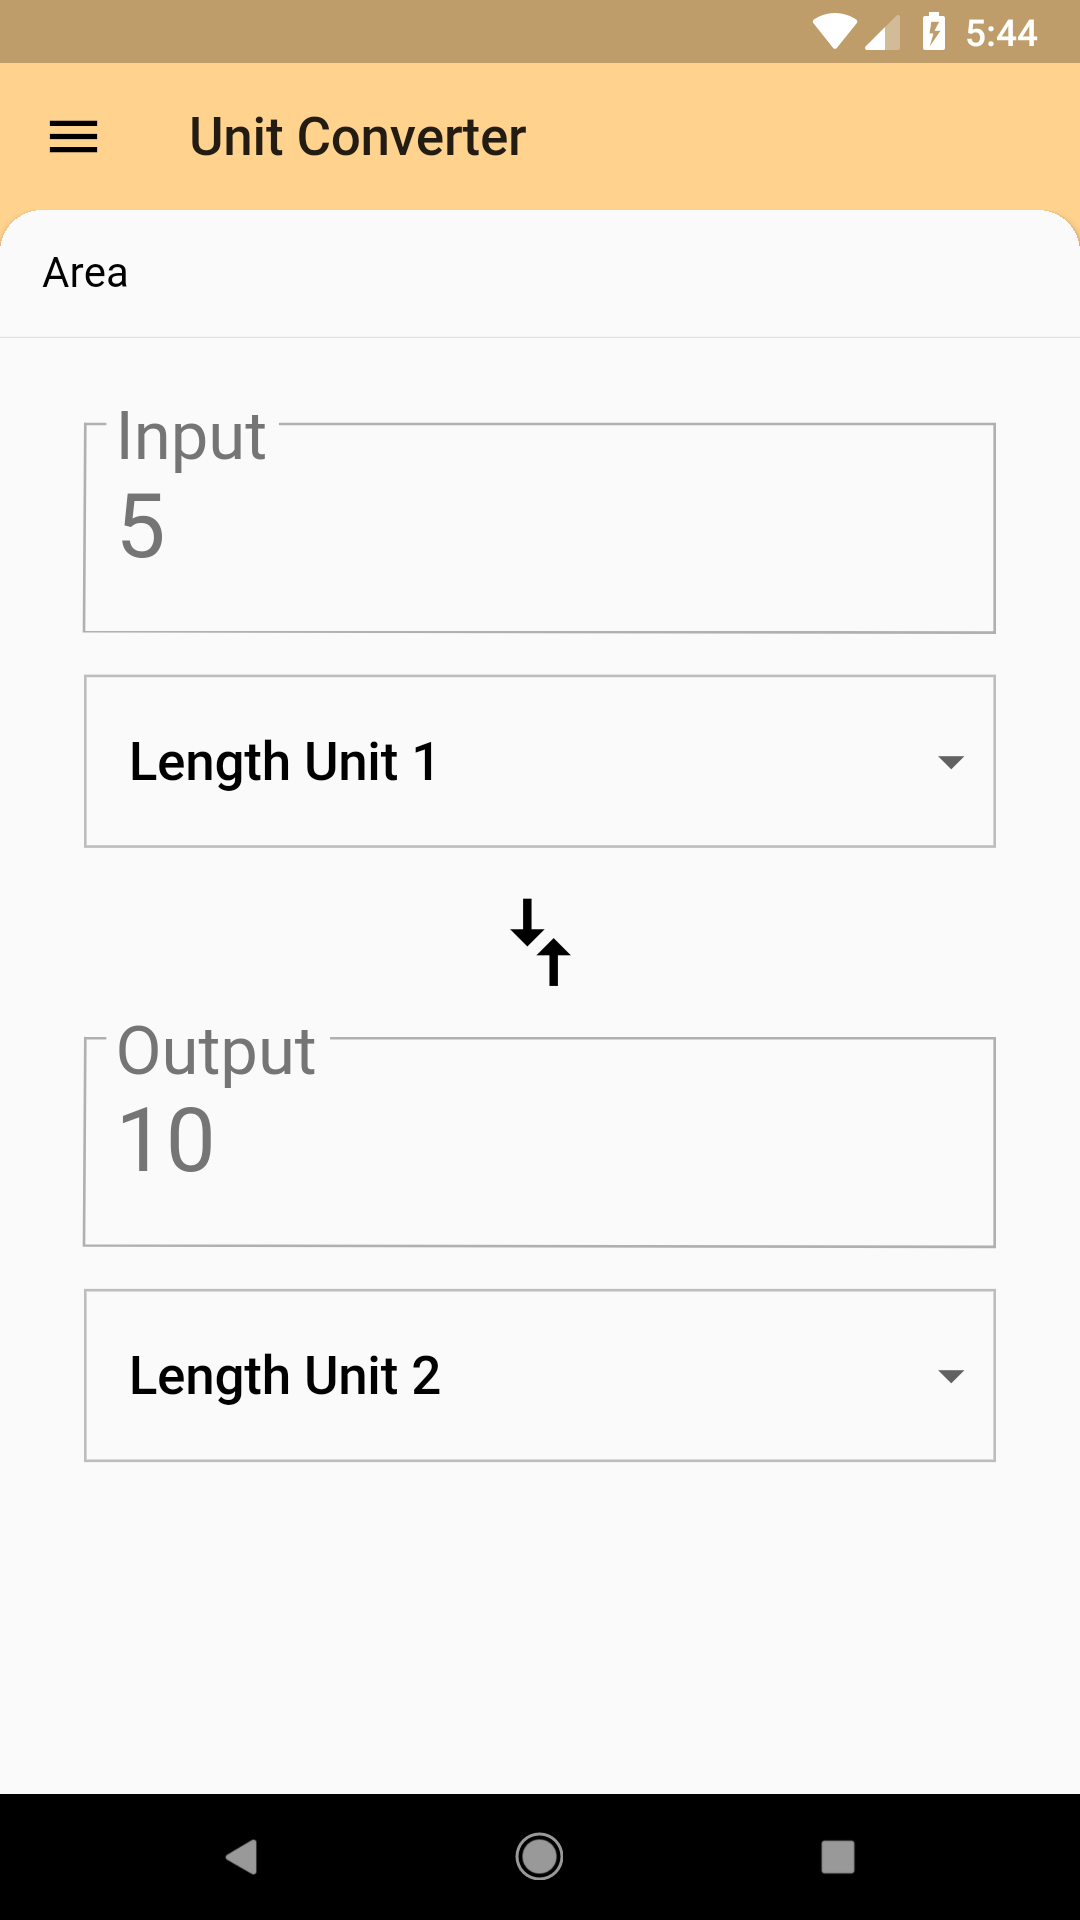 5:44
Unit Converter
Area
Input
5
Length Unit 1
Output
10
Length Unit 2